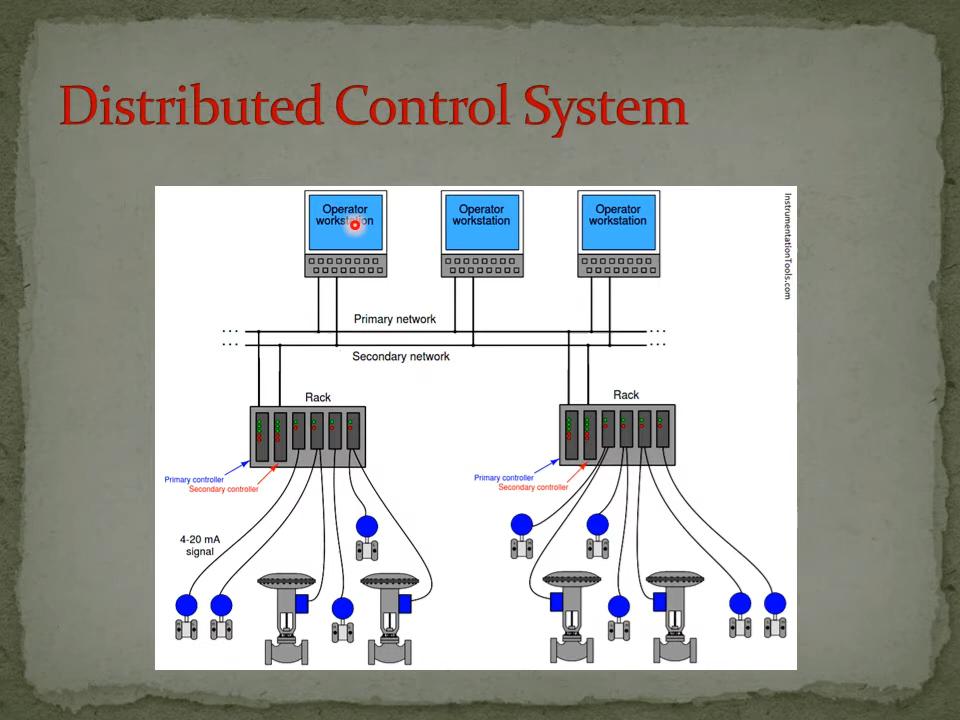 Distributed Control System
Operator
workstation
Operator
workstation
Operator
workstation
InstrumentationTools.com
Primary network
Secondary network
Rack
Rack
Primary controller
Secondary controller
Primary controller
Secondary controller
4-20 mA
signal